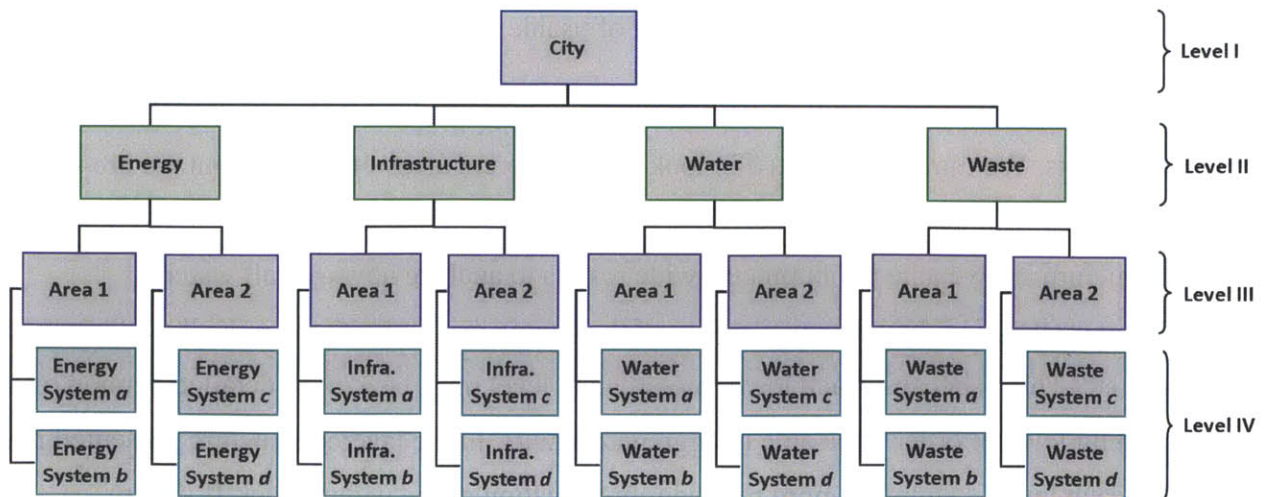 City
Level I
Energy
Infrastructure
Water
Waste
Level II
Area 1
Area 2
Area 1
Area 2
Area 1
Area 2
Area 1
Area 2
Level III
Energy
System a
Energy
System c
Infra.
System a
Infra.
System c
Water
System a
Water
System c
Waste
System a
Waste
System c
Level IV
Energy
System b
Energy
System d
Infra.
System b
Infra.
System d
Water
System b
Water
System d
Waste
System b
Waste
System d